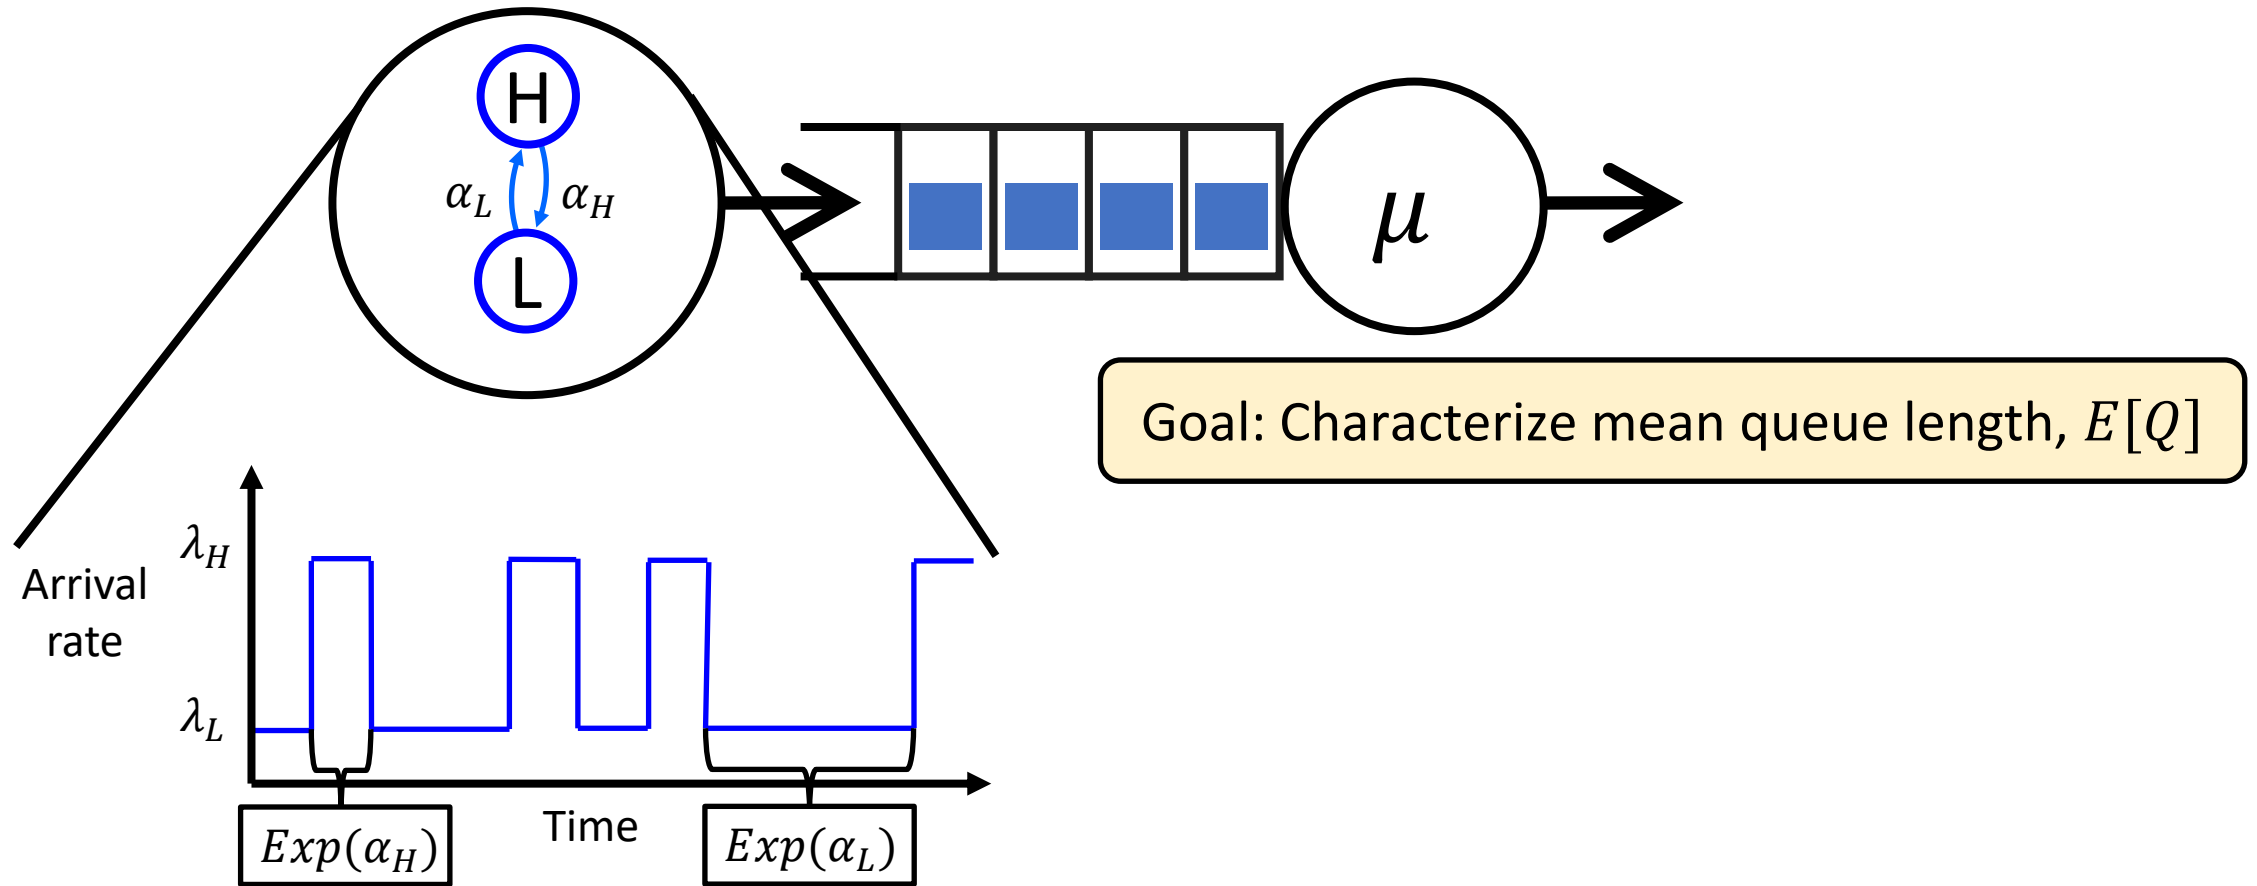 H
α_L α_H
L
μ
Goal: Characterize mean queue length, E[Q]
λ_H
Arrival
rate
λ_L
Time
Exp(α_H)
Exp(α_L)